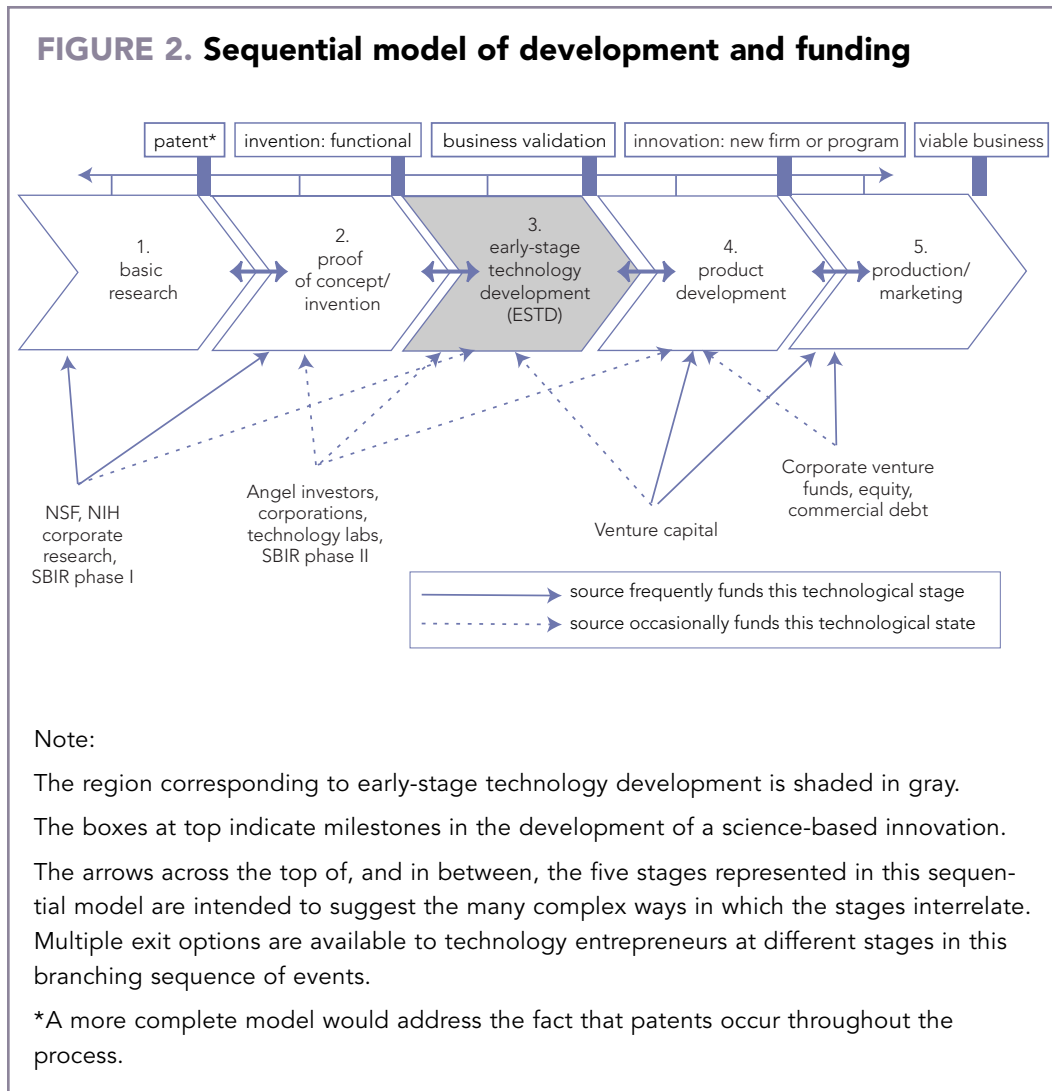 FIGURE 2. Sequential model of development and funding
patent*
invention: functional
business validation
innovation: new firm or program
viable business
1.
basic
research
2.
proof
of concept/
invention
3.
early-stage
technology
development
(ESTD)
4.
product
development
5.
production/
marketing
NSF, NIH
corporate
research,
SBIR phase I
Angel investors,
corporations,
technology labs,
SBIR phase II
Venture capital
Corporate venture
funds, equity,
commercial debt
source frequently funds this technological stage
source occasionally funds this technological state
Note:
The region corresponding to early-stage technology development is shaded in gray.
The boxes at top indicate milestones in the development of a science-based innovation.
The arrows across the top of, and in between, the five stages represented in this sequen-
tial model are intended to suggest the many complex ways in which the stages interrelate.
Multiple exit options are available to technology entrepreneurs at different stages in this
branching sequence of events.
*A more complete model would address the fact that patents occur throughout the
process.